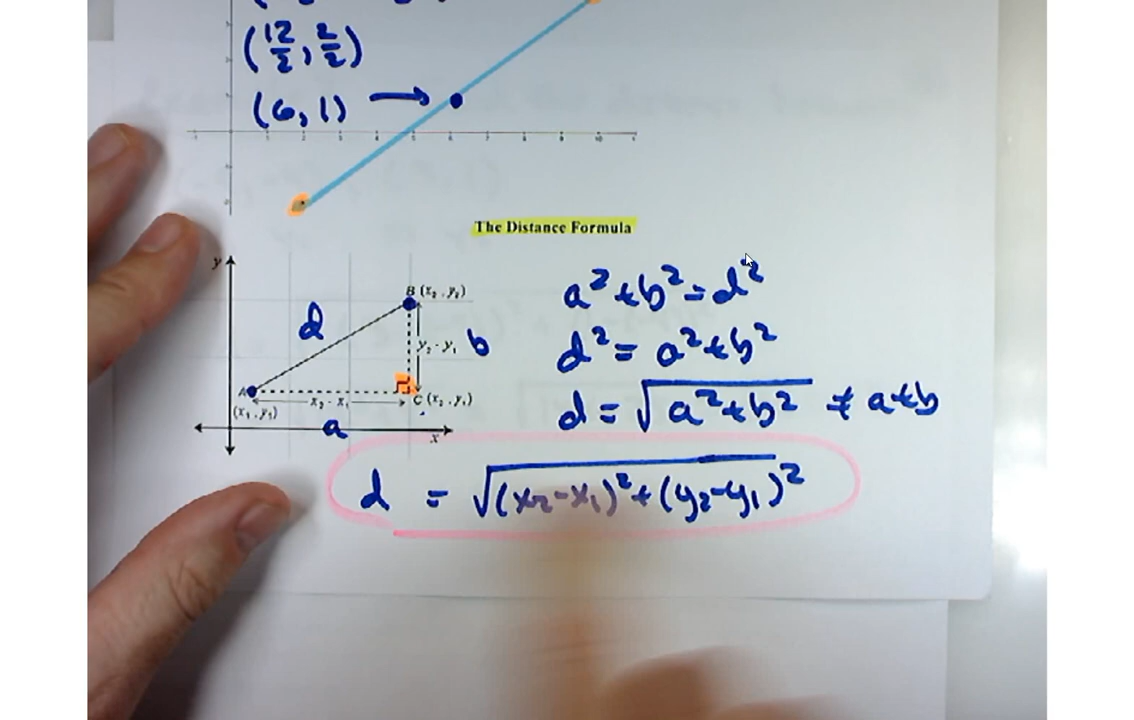 (12/2, 2/2)
(6, 1) →
The Distance Formula
y
B (x₂ , y₂)
d
y₂ - y₁
b
A
x₂ - x₁
C (x₂ , y₁)
(x₁ , y₁)
a
x
a² + b² = d²
d² = a² + b²
d = √(a² + b²) ≠ a + b
d = √((x₂ - x₁)² + (y₂ - y₁)²)